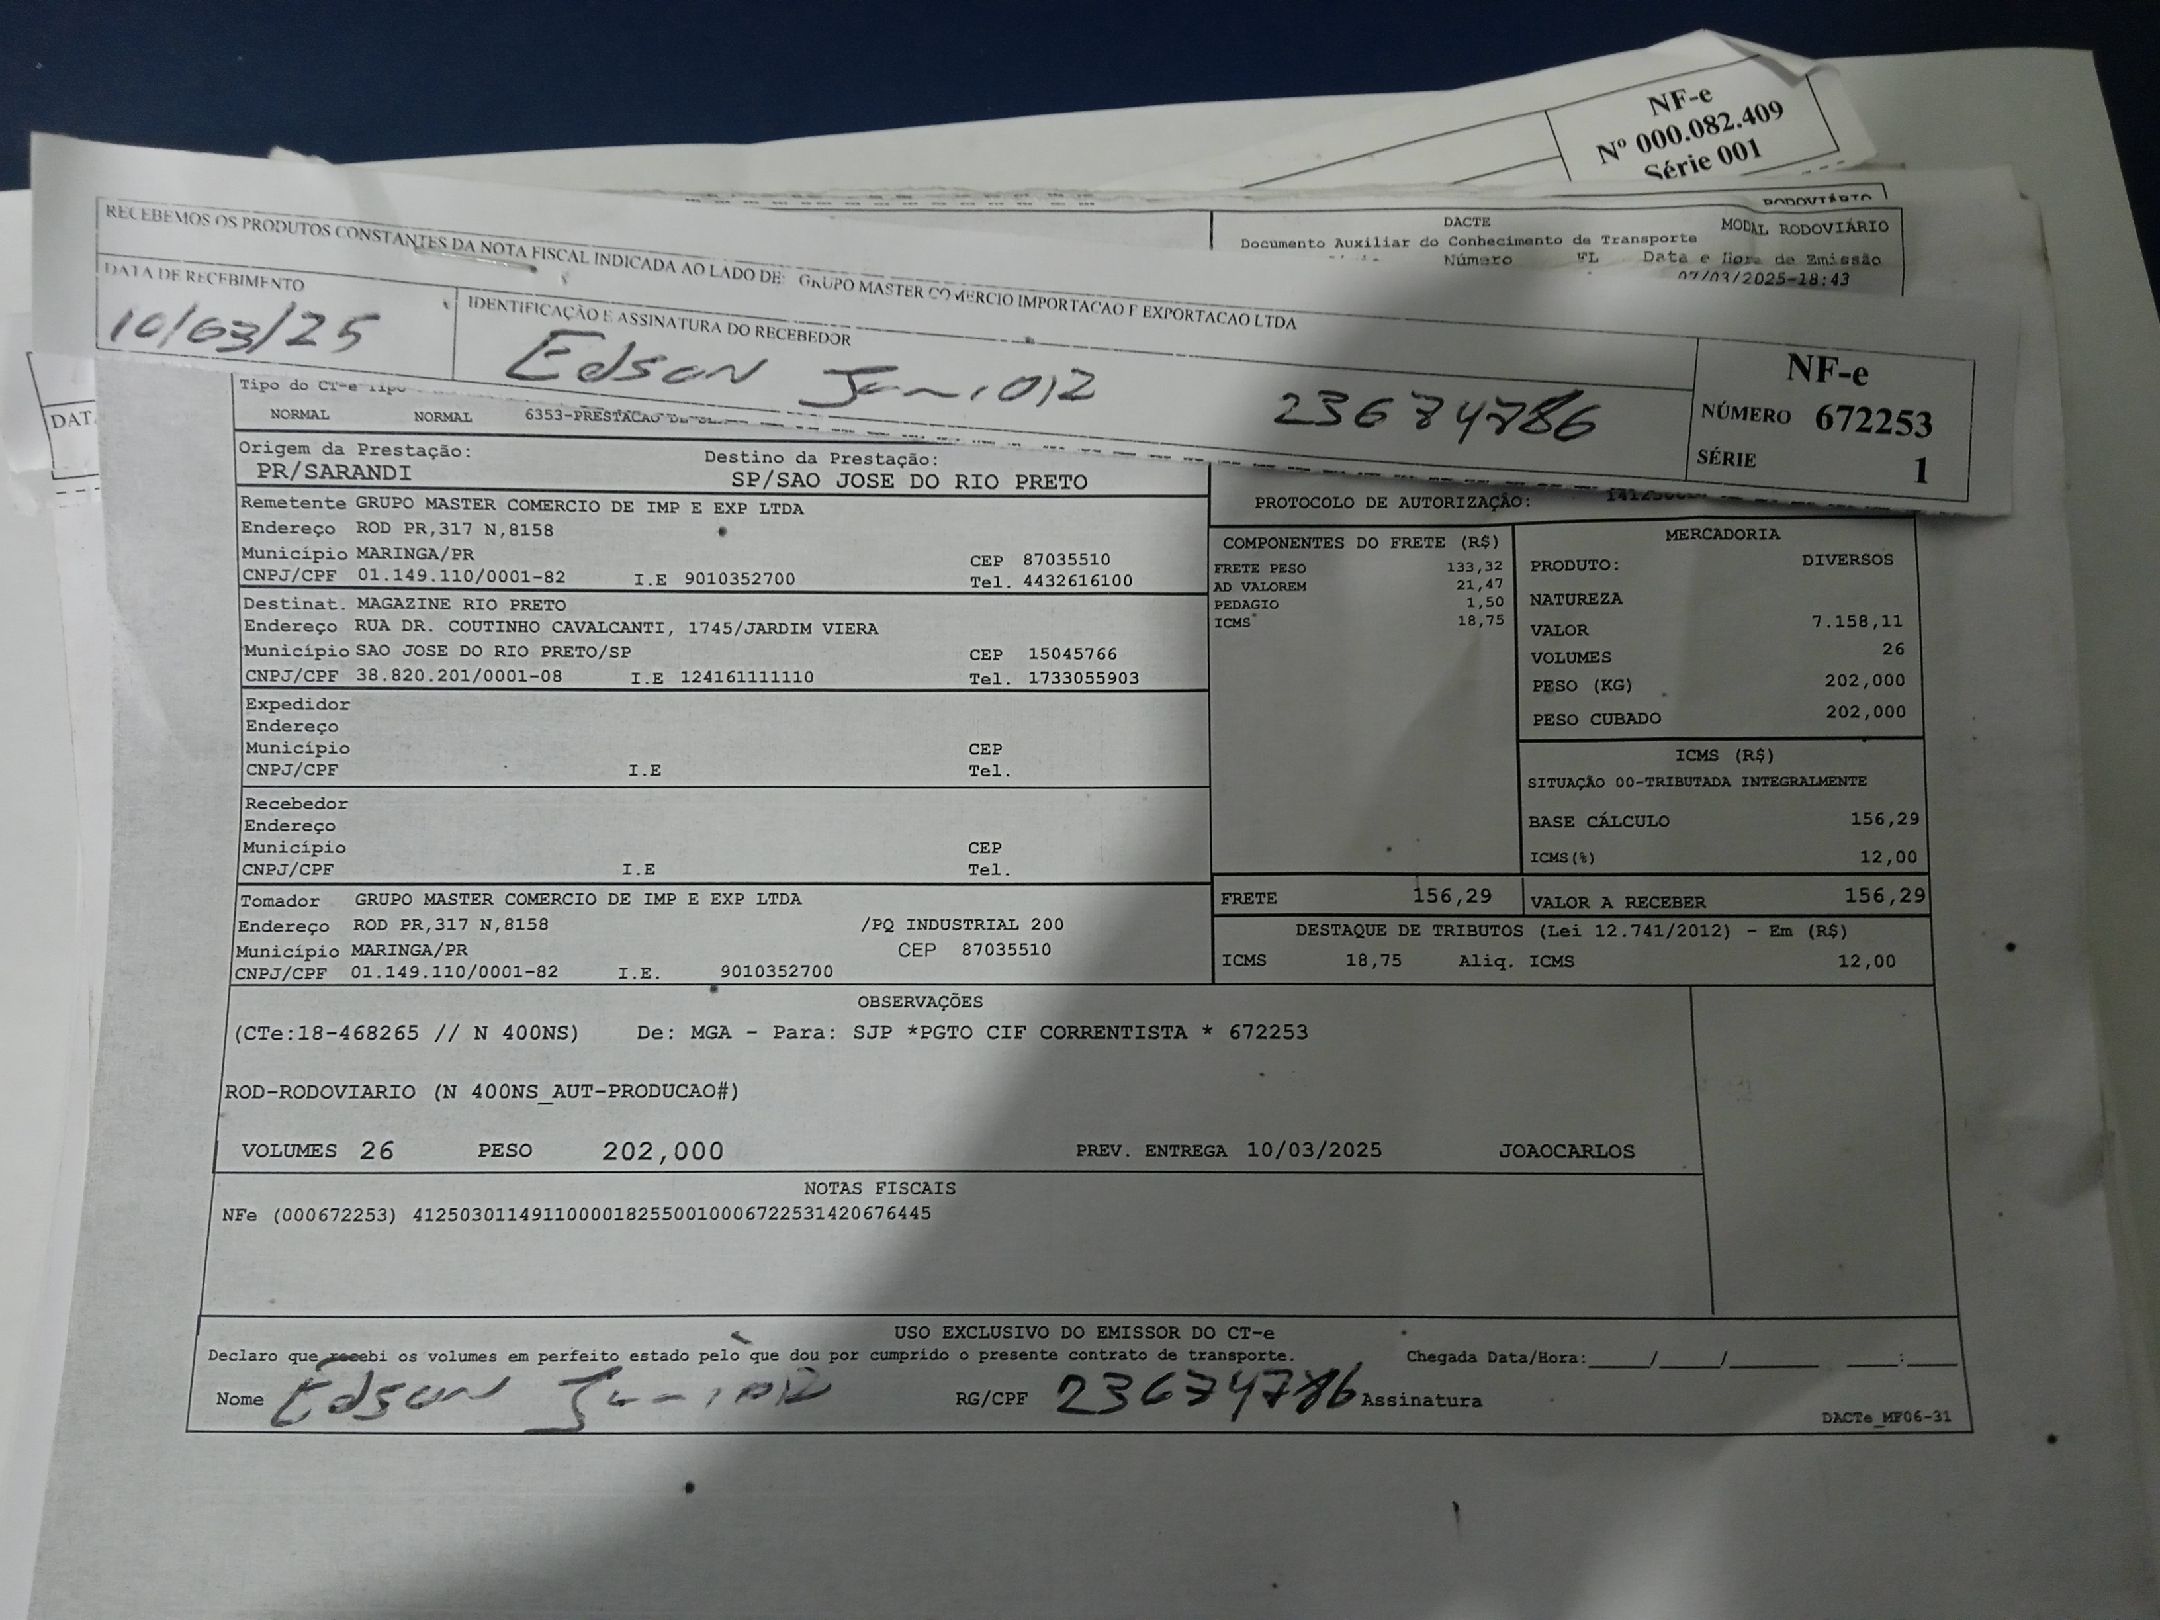 NF-e
Nº 000.082.409
Série 001
RECEBEMOS OS PRODUTOS CONSTANTES DA NOTA FISCAL INDICADA AO LADO DE: GRUPO MASTER COMERCIO IMPORTACAO E EXPORTACAO LTDA
DATA DE RECEBIMENTO
10/03/25
IDENTIFICAÇÃO E ASSINATURA DO RECEBEDOR
Edson Junior 23674786
NF-e
NÚMERO 672253
SÉRIE 1
DACTE
MODAL RODOVIÁRIO
Documento Auxiliar do Conhecimento de Transporte
Número FL Data e Hora de Emissão
07/03/2025-18:43
DAT
Tipo do CT-e
NORMAL NORMAL 6353-PRESTACAO
Origem da Prestação:
PR/SARANDI
Destino da Prestação:
SP/SAO JOSE DO RIO PRETO
PROTOCOLO DE AUTORIZAÇÃO:
Remetente GRUPO MASTER COMERCIO DE IMP E EXP LTDA
Endereço ROD PR,317 N,8158
Município MARINGA/PR CEP 87035510
CNPJ/CPF 01.149.110/0001-82 I.E 9010352700 Tel. 4432616100
Destinat. MAGAZINE RIO PRETO
Endereço RUA DR. COUTINHO CAVALCANTI, 1745/JARDIM VIERA
Município SAO JOSE DO RIO PRETO/SP CEP 15045766
CNPJ/CPF 38.820.201/0001-08 I.E 124161111110 Tel. 1733055903
Expedidor
Endereço
Município CEP
CNPJ/CPF I.E Tel.
Recebedor
Endereço
Município CEP
CNPJ/CPF I.E Tel.
Tomador GRUPO MASTER COMERCIO DE IMP E EXP LTDA
Endereço ROD PR,317 N,8158 /PQ INDUSTRIAL 200
Município MARINGA/PR CEP 87035510
CNPJ/CPF 01.149.110/0001-82 I.E. 9010352700
COMPONENTES DO FRETE (R$)
FRETE PESO 133,32
AD VALOREM 21,47
PEDAGIO 1,50
ICMS 18,75
MERCADORIA
PRODUTO: DIVERSOS
NATUREZA
VALOR 7.158,11
VOLUMES 26
PESO (KG) 202,000
PESO CUBADO 202,000
ICMS (R$)
SITUAÇÃO 00-TRIBUTADA INTEGRALMENTE
BASE CÁLCULO 156,29
ICMS(%) 12,00
FRETE 156,29 VALOR A RECEBER 156,29
DESTAQUE DE TRIBUTOS (Lei 12.741/2012) - Em (R$)
ICMS 18,75 Aliq. ICMS 12,00
OBSERVAÇÕES
(CTe:18-468265 // N 400NS) De: MGA - Para: SJP *PGTO CIF CORRENTISTA * 672253
ROD-RODOVIARIO (N 400NS_AUT-PRODUCAO#)
VOLUMES 26 PESO 202,000 PREV. ENTREGA 10/03/2025 JOAOCARLOS
NOTAS FISCAIS
NFe (000672253) 41250301149110000182550010006722531420676445
USO EXCLUSIVO DO EMISSOR DO CT-e
Declaro que recebi os volumes em perfeito estado pelo que dou por cumprido o presente contrato de transporte. Chegada Data/Hora:____/____/______ ___:___
Nome Edson Junior RG/CPF 23674786 Assinatura
DACTe_MF06-31